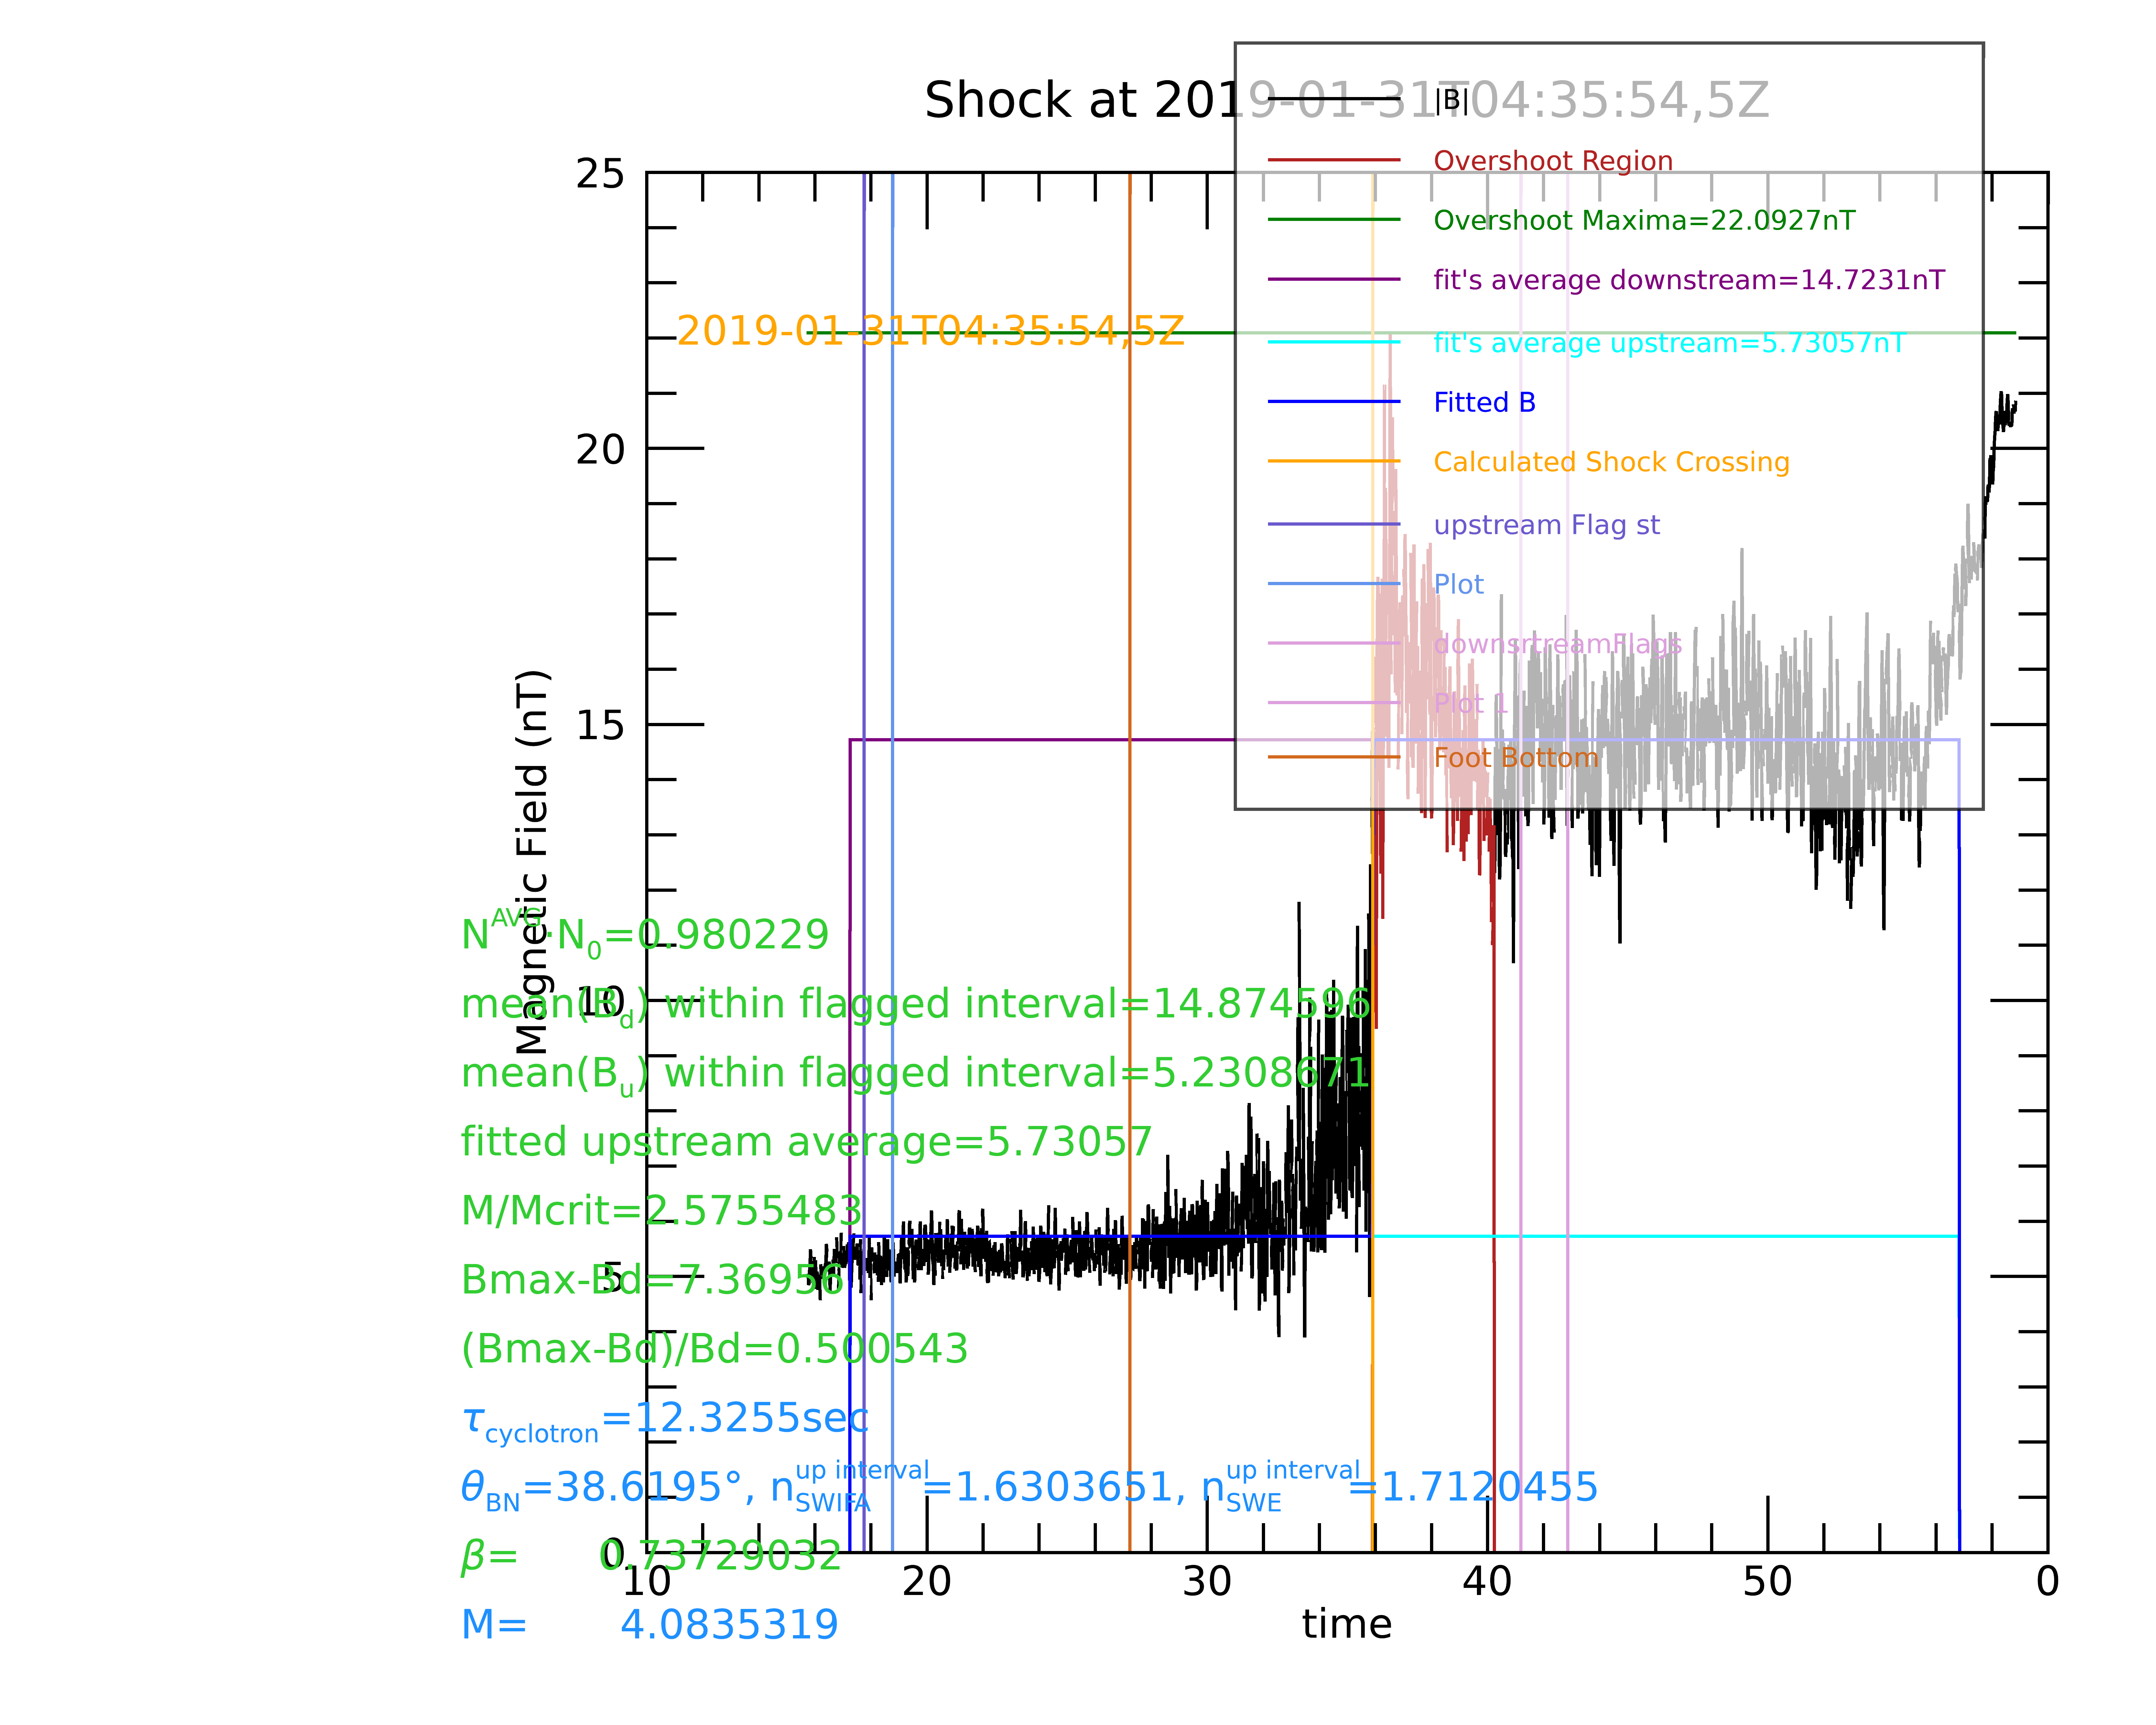 Shock at 2019-01-31T04:35:54,5Z
|B|
Overshoot Region
Overshoot Maxima=22.0927nT
fit's average downstream=14.7231nT
fit's average upstream=5.73057nT
Fitted B
Calculated Shock Crossing
upstream Flag st
Plot
downsrtreamFlags
Plot 1
Foot Bottom
2019-01-31T04:35:54,5Z
25
20
15
10
5
0
Magnetic Field (nT)
N^AVG·N_0=0.980229
mean(B_d) within flagged interval=14.874596
mean(B_u) within flagged interval=5.2308671
fitted upstream average=5.73057
M/Mcrit=2.5755483
Bmax-Bd=7.36956
(Bmax-Bd)/Bd=0.500543
τ_cyclotron=12.3255sec
θ_BN=38.6195°, n_SWIFA^up interval=1.6303651, n_SWE^up interval=1.7120455
β= 0.73729032
M= 4.0835319
10 20 30 40 50 0
time